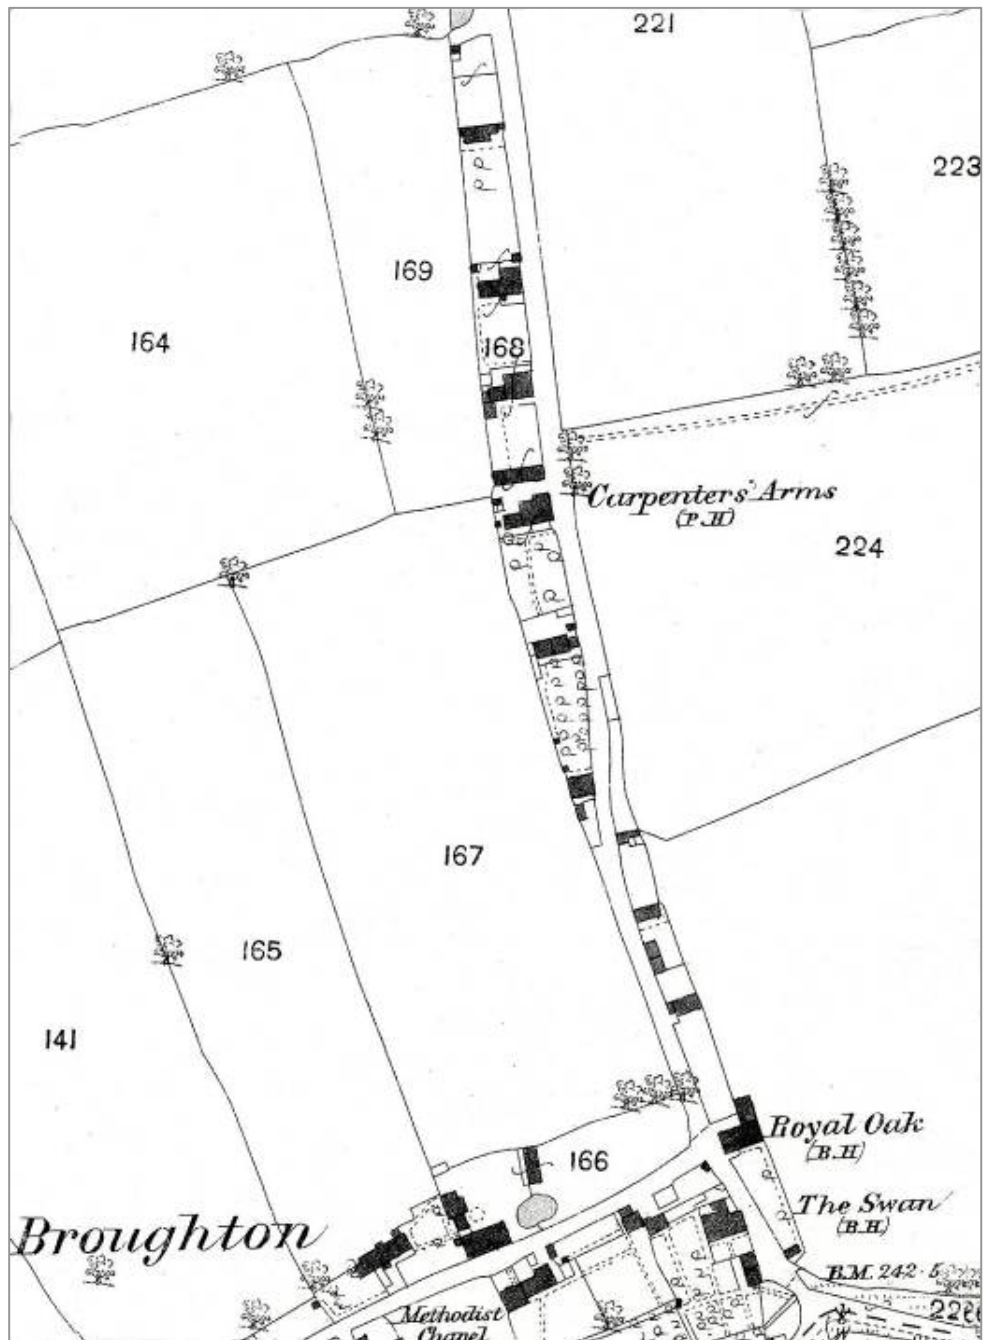 221
223
169
164
168
Carpenters' Arms
(P.H)
224
167
165
141
Royal Oak
(B.H)
166
The Swan
(B.H)
Broughton
B.M. 242·5
Methodist
Chapel